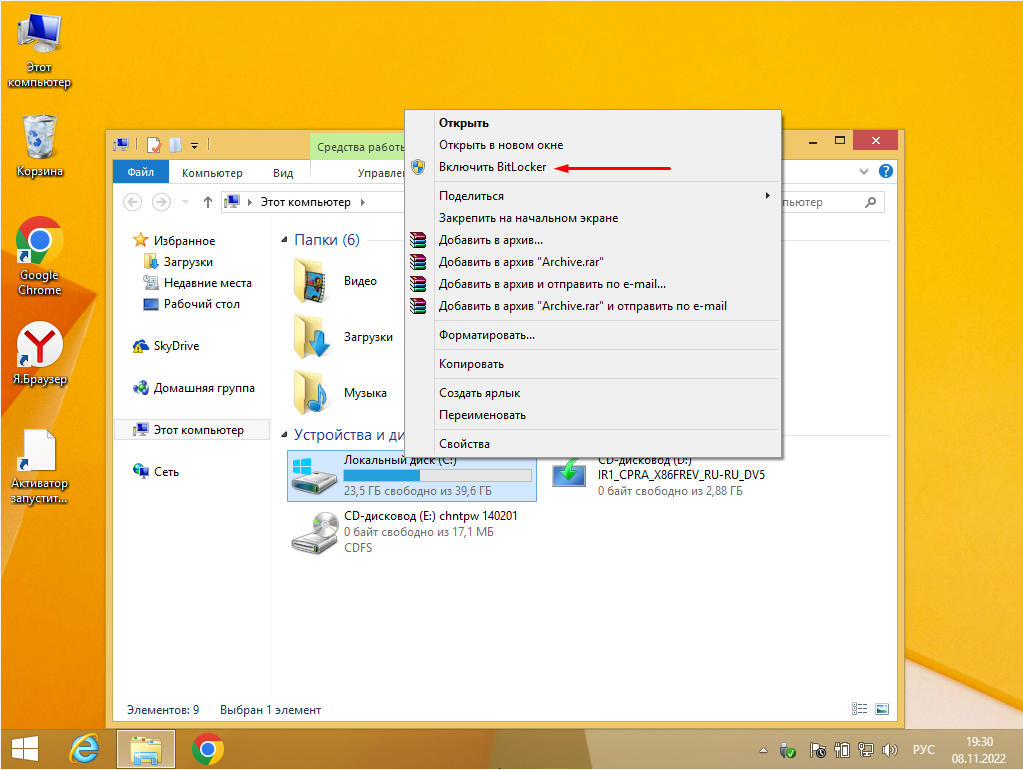 Этот
компьютер
Корзина
Google
Chrome
Я.Браузер
Активатор
запустит...
Средства работы
Файл
Компьютер
Вид
Этот компьютер
Избранное
Загрузки
Недавние места
Рабочий стол
SkyDrive
Домашняя группа
Этот компьютер
Сеть
Папки (6)
Видео
Загрузки
Музыка
Открыть
Открыть в новом окне
Включить BitLocker
Поделиться
Закрепить на начальном экране
Добавить в архив...
Добавить в архив "Archive.rar"
Добавить в архив и отправить по e-mail...
Добавить в архив "Archive.rar" и отправить по e-mail
Форматировать...
Копировать
Создать ярлык
Переименовать
Свойства
Устройства и ди
Локальный диск (C:)
23,5 ГБ свободно из 39,6 ГБ
CD-дисковод (D:)
IR1_CPRA_X86FREV_RU-RU_DV5
0 байт свободно из 2,88 ГБ
CD-дисковод (E:) chntpw 140201
0 байт свободно из 17,1 МБ
CDFS
Элементов: 9 Выбран 1 элемент
РУС
19:30
08.11.2022